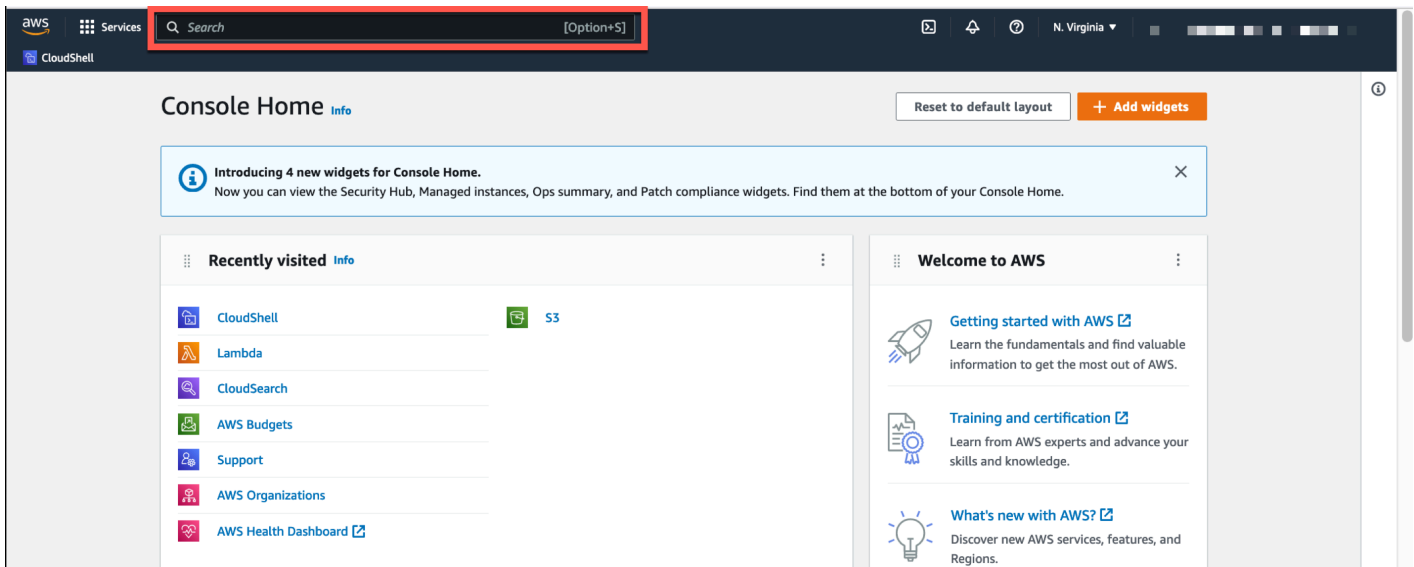 aws
Services
Search
[Option+S]
N. Virginia
CloudShell
Console Home Info
Reset to default layout
Add widgets
Introducing 4 new widgets for Console Home.
Now you can view the Security Hub, Managed instances, Ops summary, and Patch compliance widgets. Find them at the bottom of your Console Home.
Recently visited Info
CloudShell
Lambda
CloudSearch
AWS Budgets
Support
AWS Organizations
AWS Health Dashboard
S3
Welcome to AWS
Getting started with AWS
Learn the fundamentals and find valuable
information to get the most out of AWS.
Training and certification
Learn from AWS experts and advance your
skills and knowledge.
What's new with AWS?
Discover new AWS services, features, and
Regions.